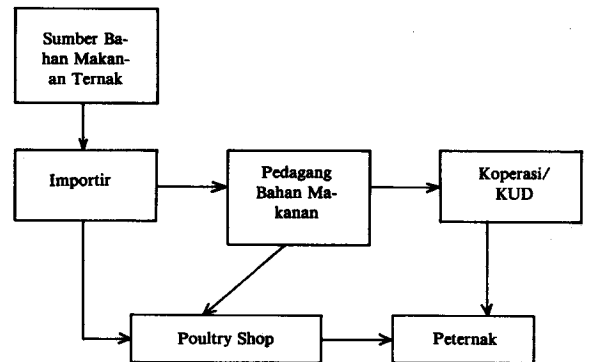 Sumber Ba-
han Makan-
an Ternak
Importir
Pedagang
Bahan Ma-
kanan
Koperasi/
KUD
Poultry Shop
Peternak